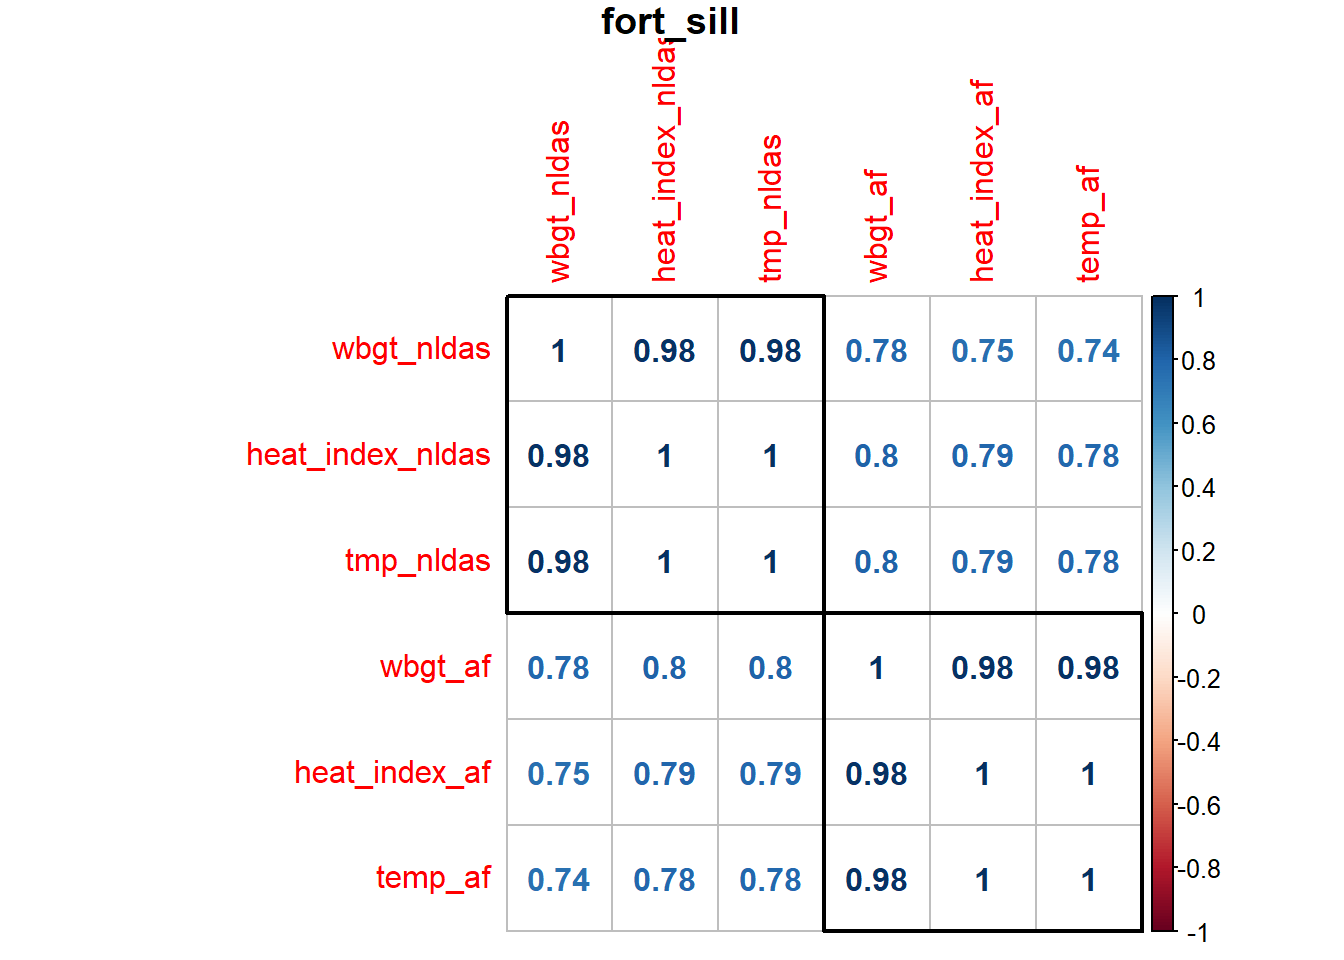 fort_sill
wbgt_nldas heat_index_nldas tmp_nldas wbgt_af heat_index_af temp_af
wbgt_nldas 1 0.98 0.98 0.78 0.75 0.74
heat_index_nldas 0.98 1 1 0.8 0.79 0.78
tmp_nldas 0.98 1 1 0.8 0.79 0.78
wbgt_af 0.78 0.8 0.8 1 0.98 0.98
heat_index_af 0.75 0.79 0.79 0.98 1 1
temp_af 0.74 0.78 0.78 0.98 1 1
1
0.8
0.6
0.4
0.2
0
-0.2
-0.4
-0.6
-0.8
-1